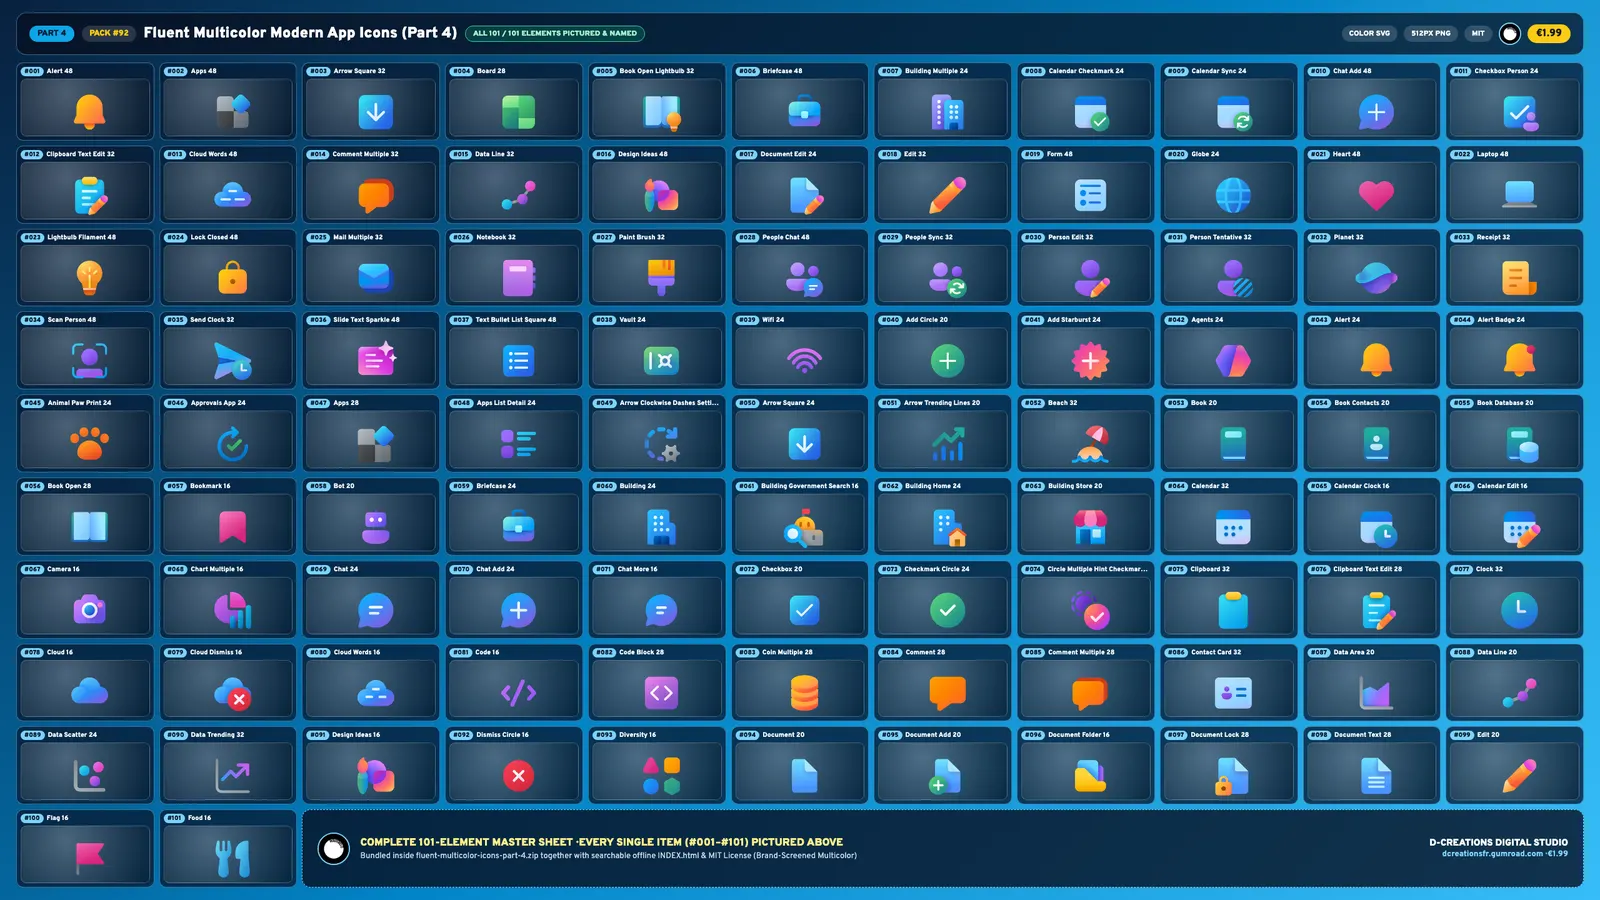 PART 4 PACK #92 Fluent Multicolor Modern App Icons (Part 4) ALL 101 / 101 ELEMENTS PICTURED & NAMED COLOR SVG 512PX PNG MIT €1.99
#001 Alert 48 #002 Apps 48 #003 Arrow Square 32 #004 Board 28 #005 Book Open Lightbulb 32 #006 Briefcase 48 #007 Building Multiple 24 #008 Calendar Checkmark 24 #009 Calendar Sync 24 #010 Chat Add 48 #011 Checkbox Person 24
#012 Clipboard Text Edit 32 #013 Cloud Words 48 #014 Comment Multiple 32 #015 Data Line 32 #016 Design Ideas 48 #017 Document Edit 24 #018 Edit 32 #019 Form 48 #020 Globe 24 #021 Heart 48 #022 Laptop 48
#023 Lightbulb Filament 48 #024 Lock Closed 48 #025 Mail Multiple 32 #026 Notebook 32 #027 Paint Brush 32 #028 People Chat 48 #029 People Sync 32 #030 Person Edit 32 #031 Person Tentative 32 #032 Planet 32 #033 Receipt 32
#034 Scan Person 48 #035 Send Clock 32 #036 Slide Text Sparkle 48 #037 Text Bullet List Square 48 #038 Vault 24 #039 Wifi 24 #040 Add Circle 20 #041 Add Starburst 24 #042 Agents 24 #043 Alert 24 #044 Alert Badge 24
#045 Animal Paw Print 24 #046 Approvals App 24 #047 Apps 28 #048 Apps List Detail 24 #049 Arrow Clockwise Dashes Setti... #050 Arrow Square 24 #051 Arrow Trending Lines 20 #052 Beach 32 #053 Book 20 #054 Book Contacts 20 #055 Book Database 20
#056 Book Open 28 #057 Bookmark 16 #058 Bot 20 #059 Briefcase 24 #060 Building 24 #061 Building Government Search 16 #062 Building Home 24 #063 Building Store 20 #064 Calendar 32 #065 Calendar Clock 16 #066 Calendar Edit 16
#067 Camera 16 #068 Chart Multiple 16 #069 Chat 24 #070 Chat Add 24 #071 Chat More 16 #072 Checkbox 20 #073 Checkmark Circle 24 #074 Circle Multiple Hint Checkmar... #075 Clipboard 32 #076 Clipboard Text Edit 28 #077 Clock 32
#078 Cloud 16 #079 Cloud Dismiss 16 #080 Cloud Words 16 #081 Code 16 #082 Code Block 28 #083 Coin Multiple 28 #084 Comment 28 #085 Comment Multiple 28 #086 Contact Card 32 #087 Data Area 20 #088 Data Line 20
#089 Data Scatter 24 #090 Data Trending 32 #091 Design Ideas 16 #092 Dismiss Circle 16 #093 Diversity 16 #094 Document 20 #095 Document Add 20 #096 Document Folder 16 #097 Document Lock 28 #098 Document Text 28 #099 Edit 20
#100 Flag 16 #101 Food 16
COMPLETE 101-ELEMENT MASTER SHEET · EVERY SINGLE ITEM (#001–#101) PICTURED ABOVE
Bundled inside fluent-multicolor-icons-part-4.zip together with searchable offline INDEX.html & MIT License (Brand-Screened Multicolor)
D-CREATIONS DIGITAL STUDIO
dcreationsfr.gumroad.com · €1.99